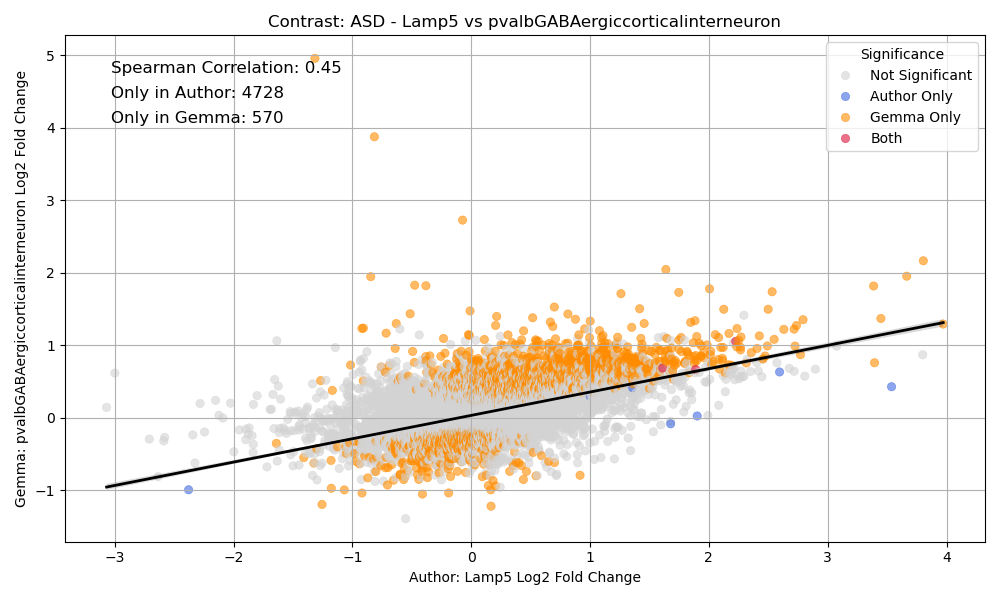 Contrast: ASD - Lamp5 vs pvalbGABAergiccorticalinterneuron
Gemma: pvalbGABAergiccorticalinterneuron Log2 Fold Change
5
4
3
2
1
0
−1
Spearman Correlation: 0.45
Only in Author: 4728
Only in Gemma: 570
Significance
Not Significant
Author Only
Gemma Only
Both
−3
−2
−1
0
1
2
3
4
Author: Lamp5 Log2 Fold Change